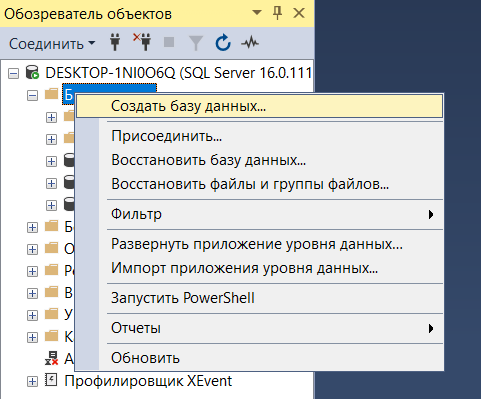 Обозреватель объектов
Соединить
DESKTOP-1NI0O6Q (SQL Server 16.0.111
Создать базу данных...
Присоединить...
Восстановить базу данных...
Восстановить файлы и группы файлов...
Фильтр
Развернуть приложение уровня данных...
Импорт приложения уровня данных...
Запустить PowerShell
Отчеты
Обновить
Профилировщик XEvent